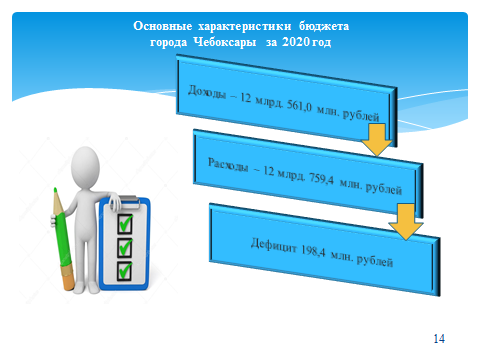 Основные характеристики бюджета
города Чебоксары за 2020 год
Доходы – 12 млрд. 561,0 млн. рублей
Расходы – 12 млрд. 759,4 млн. рублей
Дефицит 198,4 млн. рублей
14